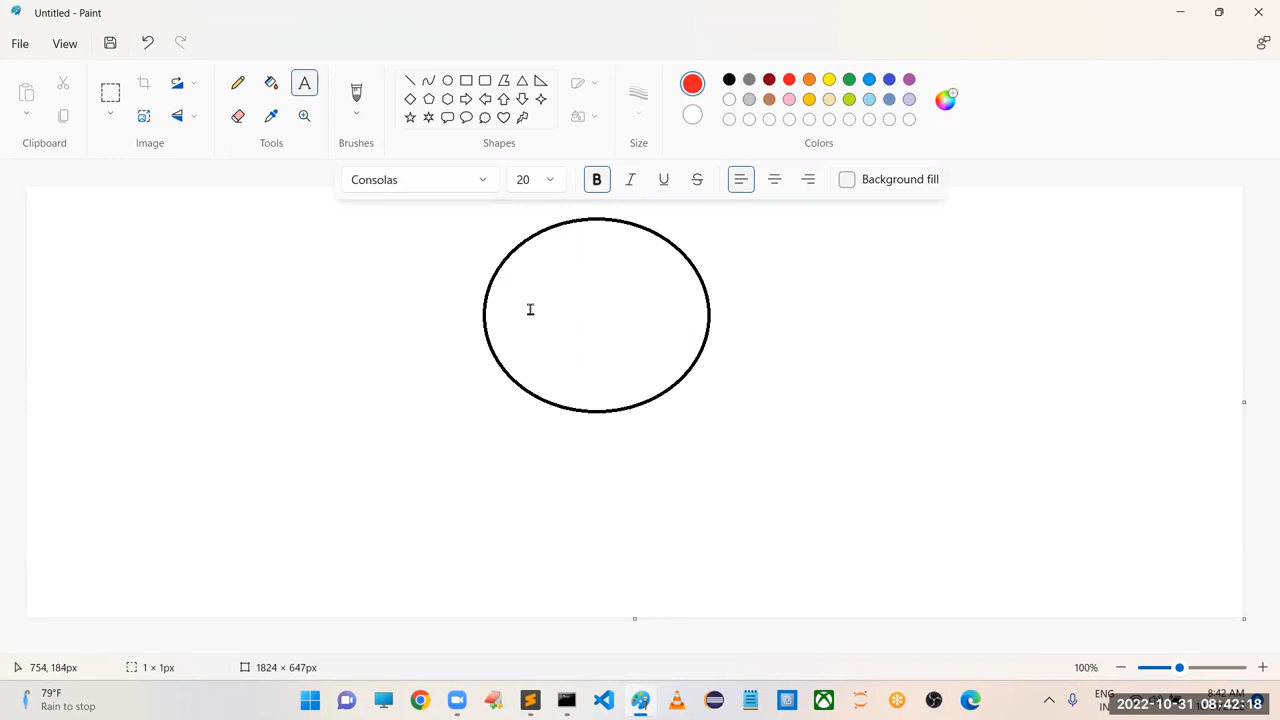 Untitled - Paint
File View
A
Clipboard Image Tools Brushes Shapes Size Colors
Consolas 20 B I U S Background fill
754, 184px 1 × 1px 1824 × 647px 100%
79°F
Rain to stop
ENG
8:42 AM
2022-10-31 08:42:18